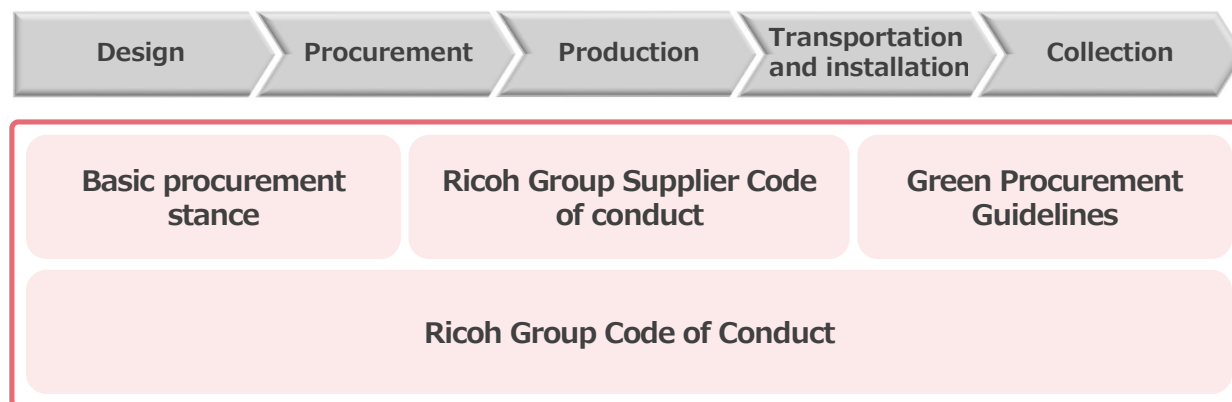 Design
Procurement
Production
Transportation
and installation
Collection
Basic procurement
stance
Ricoh Group Supplier Code
of conduct
Green Procurement
Guidelines
Ricoh Group Code of Conduct